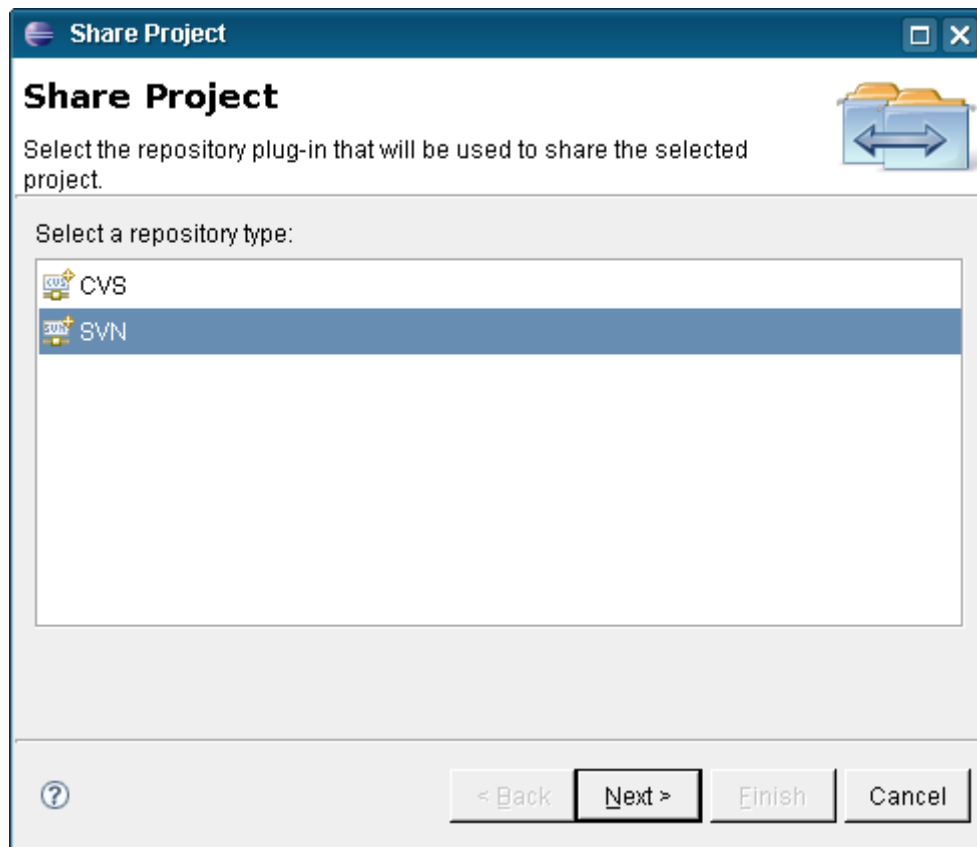 Share Project
Share Project
Select the repository plug-in that will be used to share the selected
project.
Select a repository type:
CVS
SVN
?
< Back
Next >
Finish
Cancel